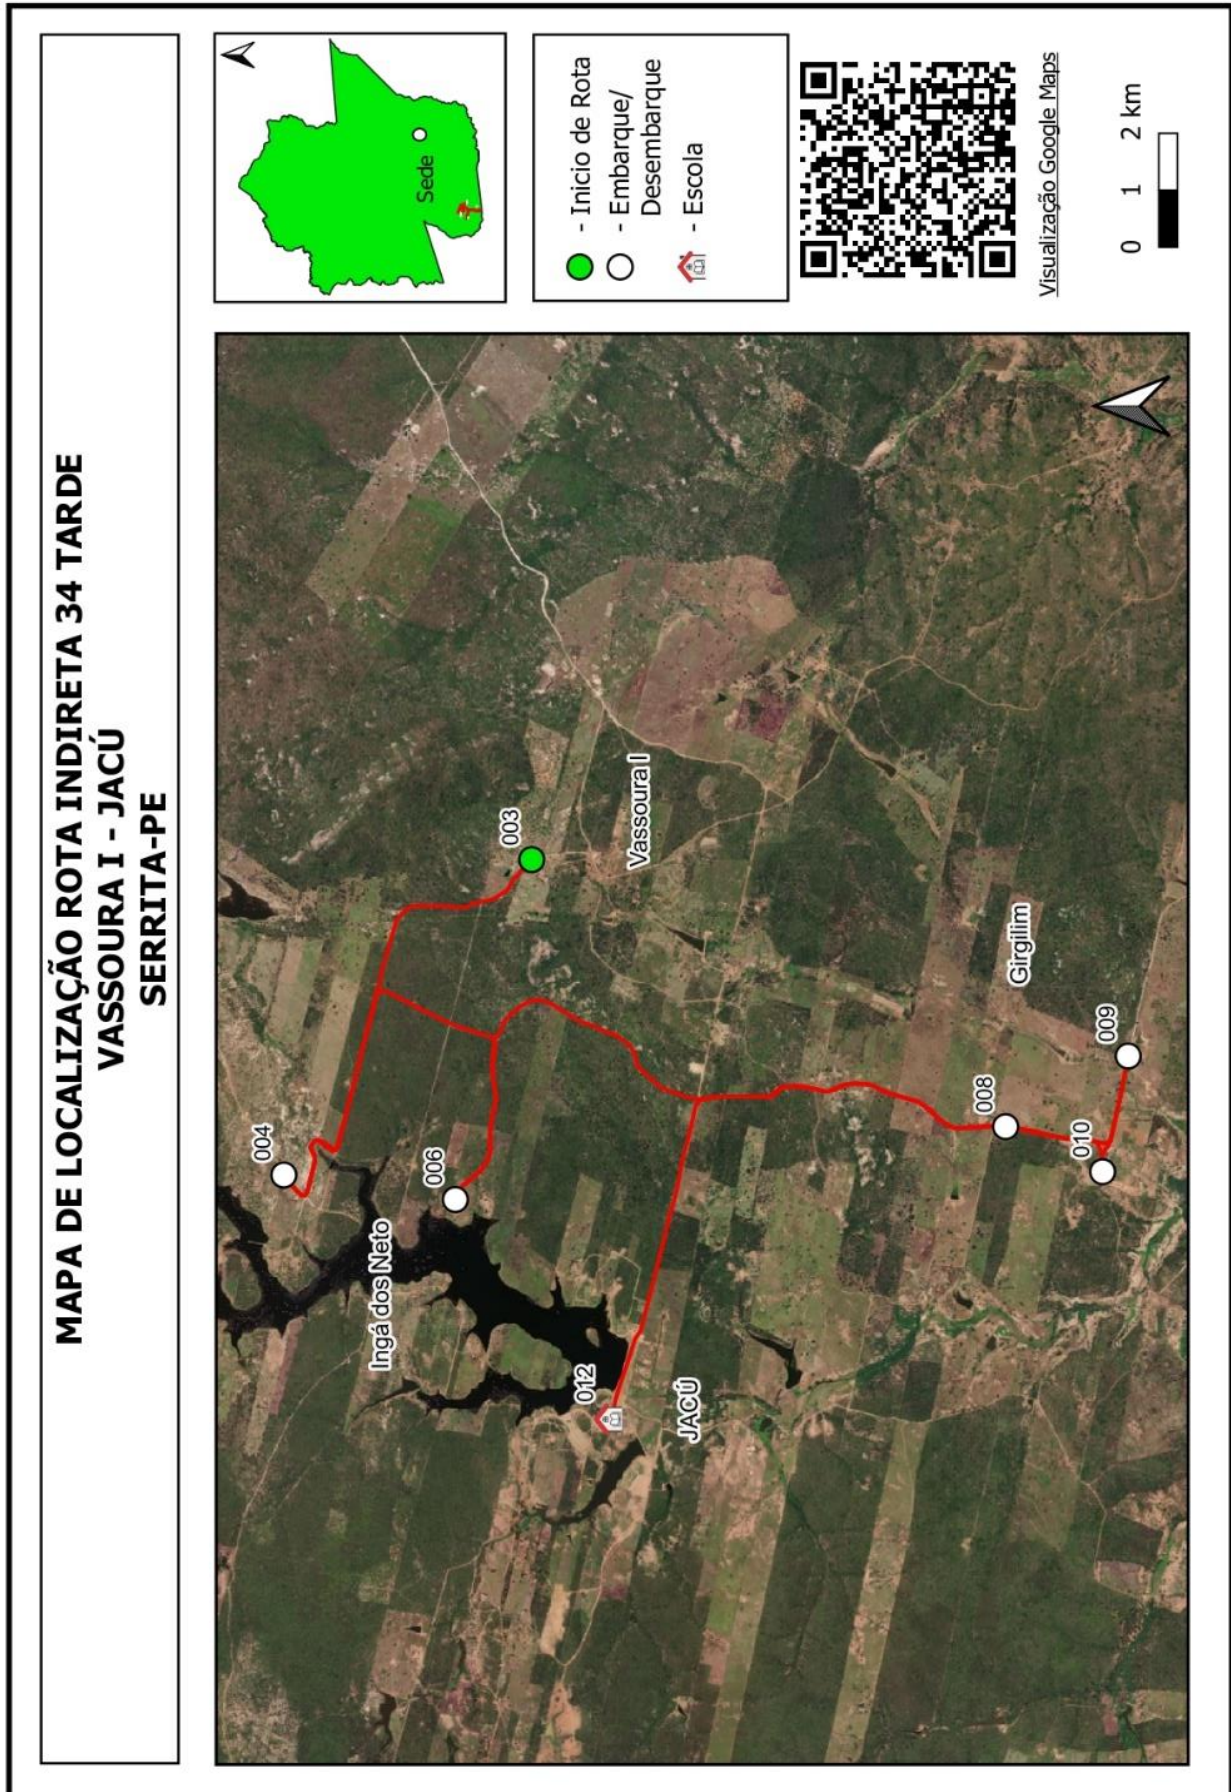 MAPA DE LOCALIZAÇÃO ROTA INDIRETA 34 TARDE
VASSOURA I - JACÚ
SERRITA-PE
004
003
006
Ingá dos Neto
Vassoura I
012
JACÚ
008
Girgilim
010
009
Sede
- Inicio de Rota
- Embarque/
Desembarque
- Escola
Visualização Google Maps
0 1 2 km